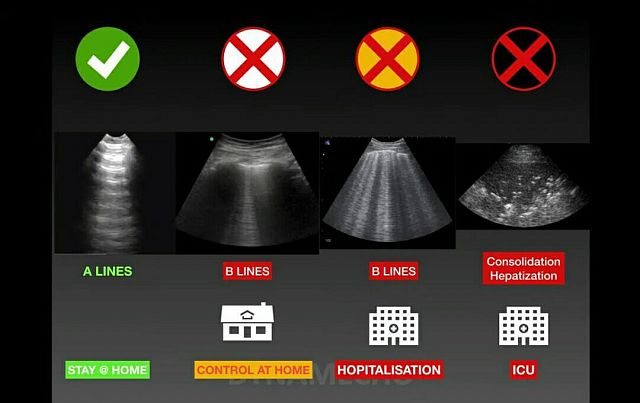 A LINES
B LINES
B LINES
Consolidation
Hepatization
STAY @ HOME
CONTROL AT HOME
HOPITALISATION
ICU